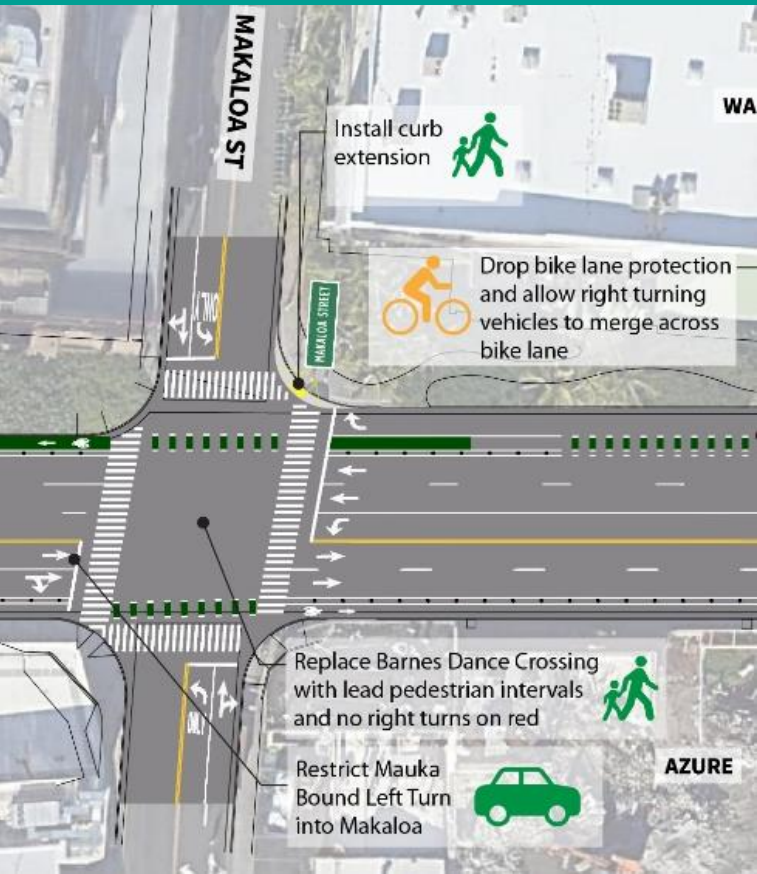 MAKALOA ST
WA
Install curb
extension
Drop bike lane protection
and allow right turning
vehicles to merge across
bike lane
MAKALOA STREET
ONLY
Replace Barnes Dance Crossing
with lead pedestrian intervals
and no right turns on red
ONLY
Restrict Mauka
Bound Left Turn
into Makaloa
AZURE